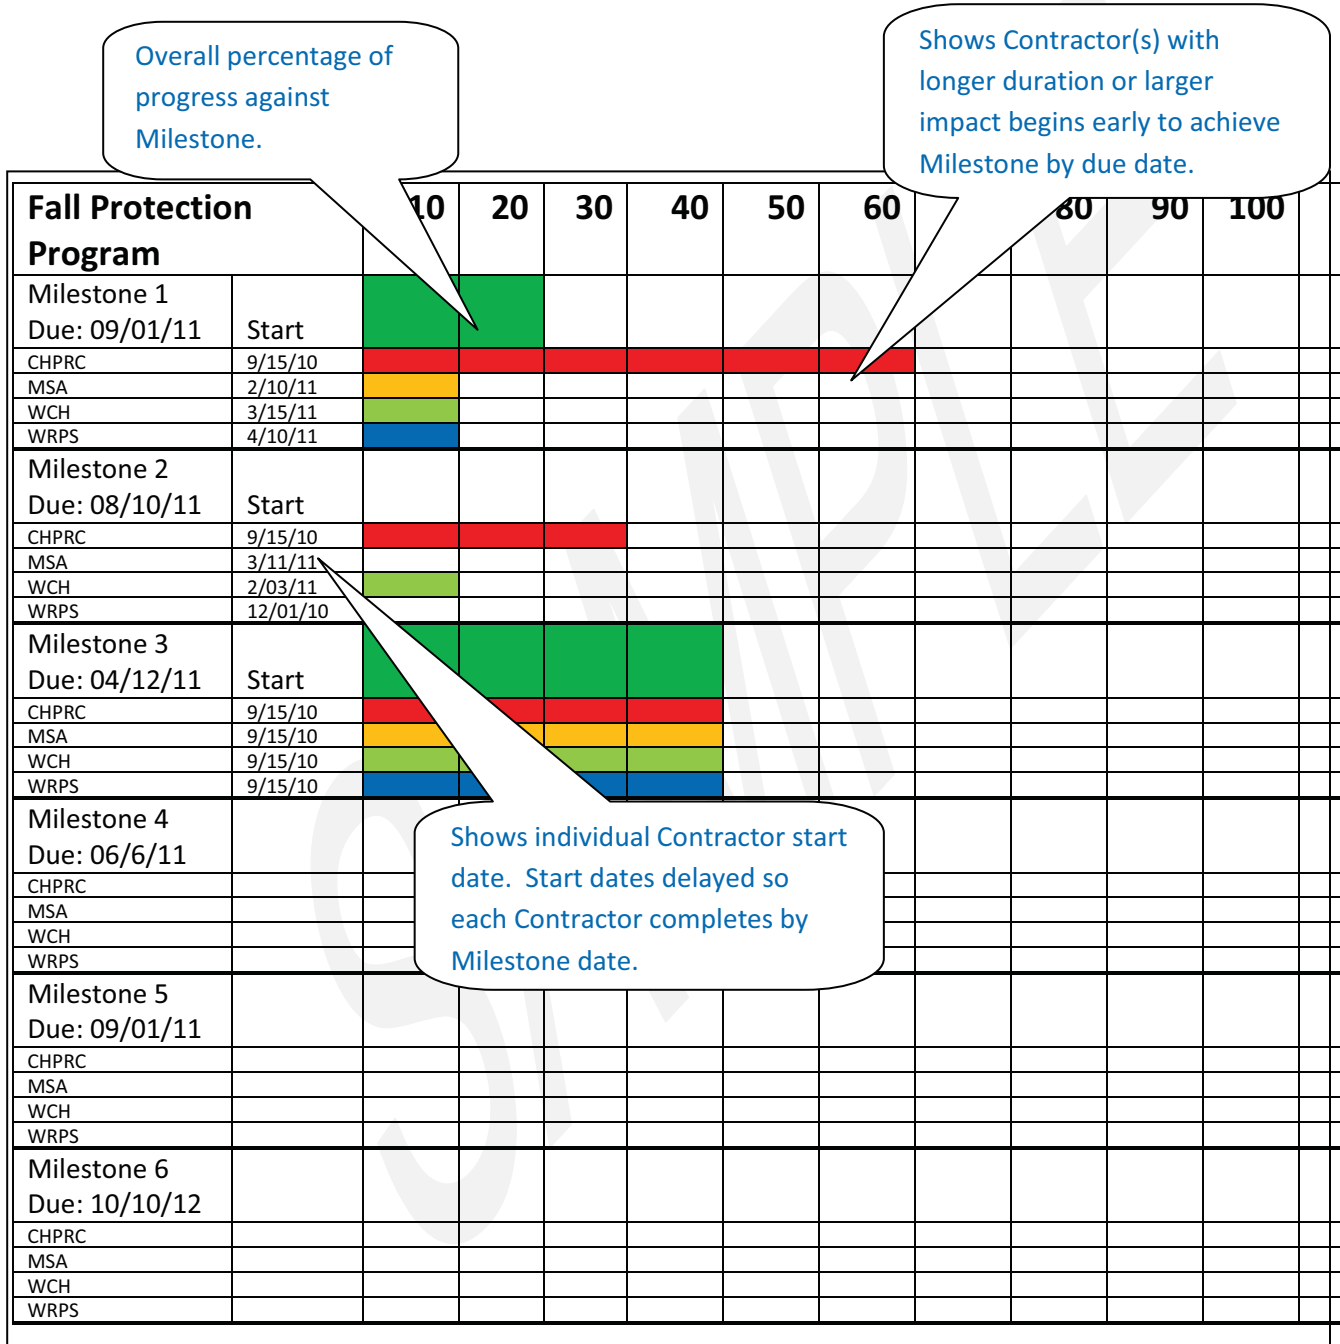 Overall percentage of
progress against
Milestone.
Shows Contractor(s) with
longer duration or larger
impact begins early to achieve
Milestone by due date.
Fall Protection 10 20 30 40 50 60 80 90 100
Program
Milestone 1
Due: 09/01/11 Start
CHPRC 9/15/10
MSA 2/10/11
WCH 3/15/11
WRPS 4/10/11
Milestone 2
Due: 08/10/11 Start
CHPRC 9/15/10
MSA 3/11/11
WCH 2/03/11
WRPS 12/01/10
Milestone 3
Due: 04/12/11 Start
CHPRC 9/15/10
MSA 9/15/10
WCH 9/15/10
WRPS 9/15/10
Milestone 4
Due: 06/6/11
CHPRC
MSA
WCH
WRPS
Shows individual Contractor start
date. Start dates delayed so
each Contractor completes by
Milestone date.
Milestone 5
Due: 09/01/11
CHPRC
MSA
WCH
WRPS
Milestone 6
Due: 10/10/12
CHPRC
MSA
WCH
WRPS
SAMPLE